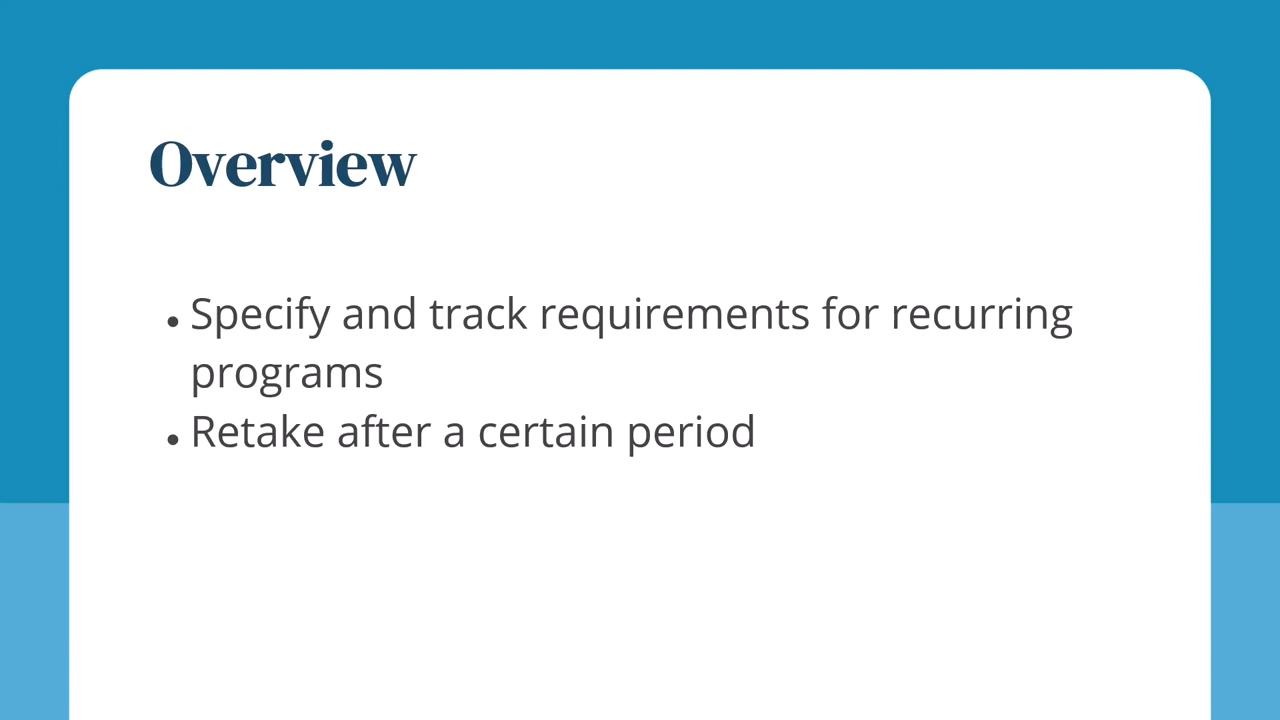 Overview
• Specify and track requirements for recurring
programs
• Retake after a certain period